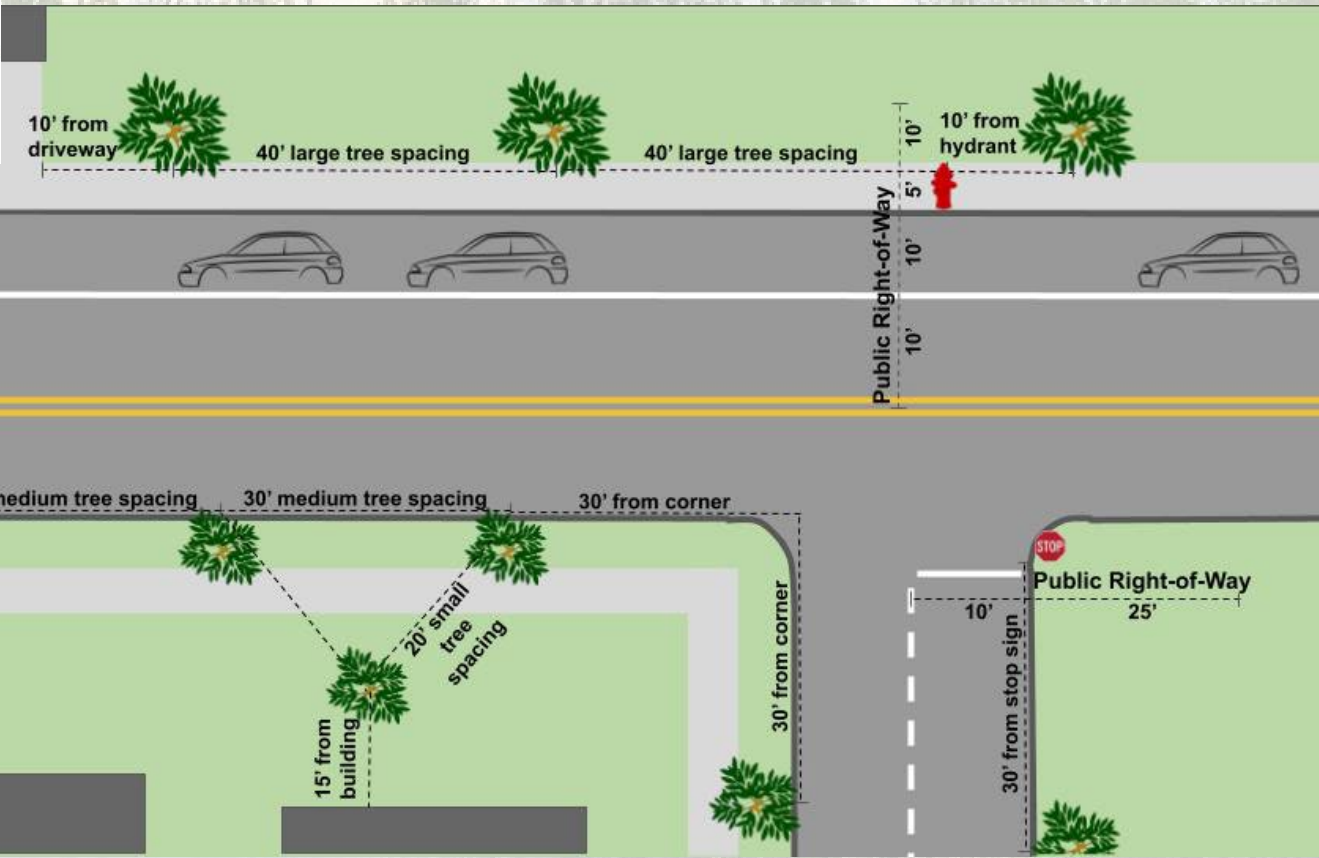 10' from
driveway
40' large tree spacing
40' large tree spacing
10' from
hydrant
10'
5'
10'
10'
Public Right-of-Way
medium tree spacing
30' medium tree spacing
30' from corner
20' small
tree
spacing
15' from
building
30' from corner
STOP
Public Right-of-Way
10'
25'
30' from stop sign